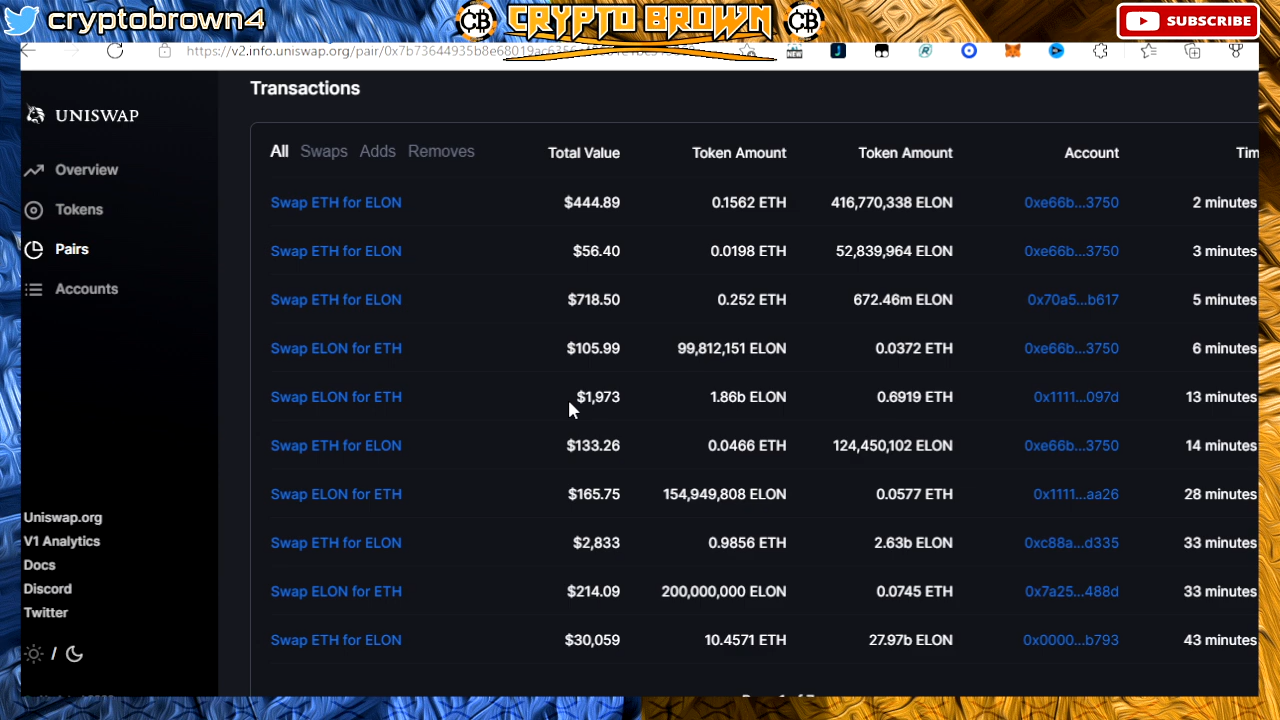 cryptobrown4
CB CRYPTO BROWN CB
SUBSCRIBE
https://v2.info.uniswap.org/pair/
Transactions
UNISWAP
Overview
Tokens
Pairs
Accounts
All Swaps Adds Removes Total Value Token Amount Token Amount Account Tim
Swap ETH for ELON $444.89 0.1562 ETH 416,770,338 ELON 0xe66b...3750 2 minutes
Swap ETH for ELON $56.40 0.0198 ETH 52,839,964 ELON 0xe66b...3750 3 minutes
Swap ETH for ELON $718.50 0.252 ETH 672.46m ELON 0x70a5...b617 5 minutes
Swap ELON for ETH $105.99 99,812,151 ELON 0.0372 ETH 0xe66b...3750 6 minutes
Swap ELON for ETH $1,973 1.86b ELON 0.6919 ETH 0x1111...097d 13 minutes
Swap ETH for ELON $133.26 0.0466 ETH 124,450,102 ELON 0xe66b...3750 14 minutes
Swap ELON for ETH $165.75 154,949,808 ELON 0.0577 ETH 0x1111...aa26 28 minutes
Swap ETH for ELON $2,833 0.9856 ETH 2.63b ELON 0xc88a...d335 33 minutes
Swap ELON for ETH $214.09 200,000,000 ELON 0.0745 ETH 0x7a25...488d 33 minutes
Swap ETH for ELON $30,059 10.4571 ETH 27.97b ELON 0x0000...b793 43 minutes
Uniswap.org
V1 Analytics
Docs
Discord
Twitter
/